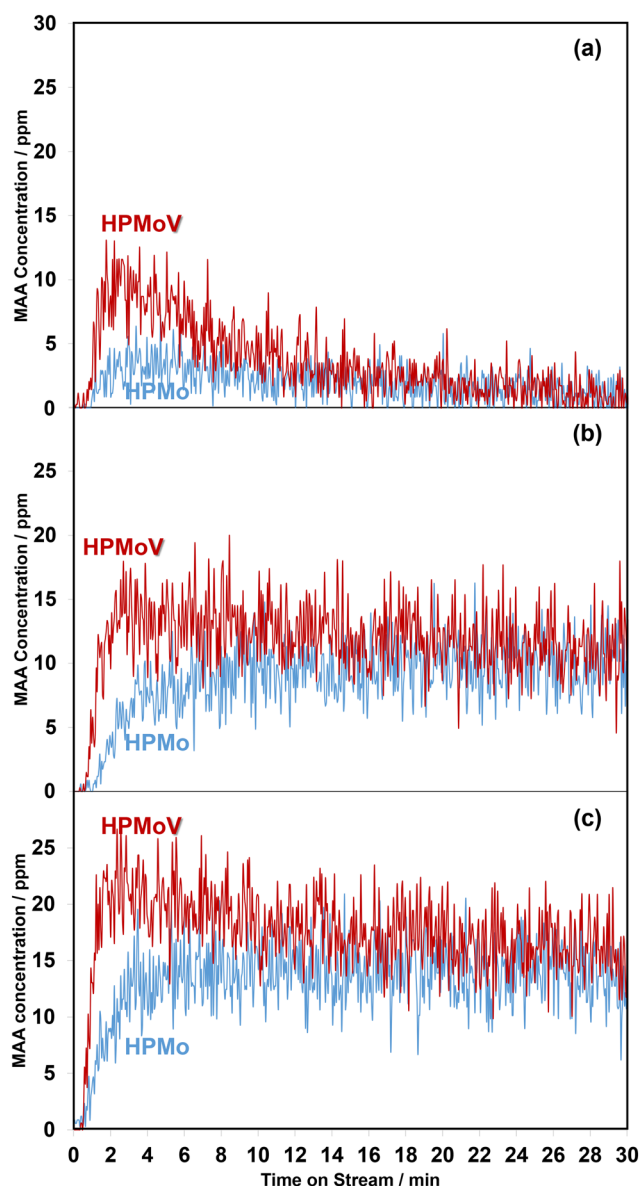 30
(a)
25
20
HPMoV
15
10
5
HPMo
0
MAA Concentration / ppm
(b)
25
20
HPMoV
15
10
5
HPMo
0
MAA Concentration / ppm
(c)
HPMoV
25
20
15
10
HPMo
5
0
MAA concentration / ppm
0 2 4 6 8 10 12 14 16 18 20 22 24 26 28 30
Time on Stream / min